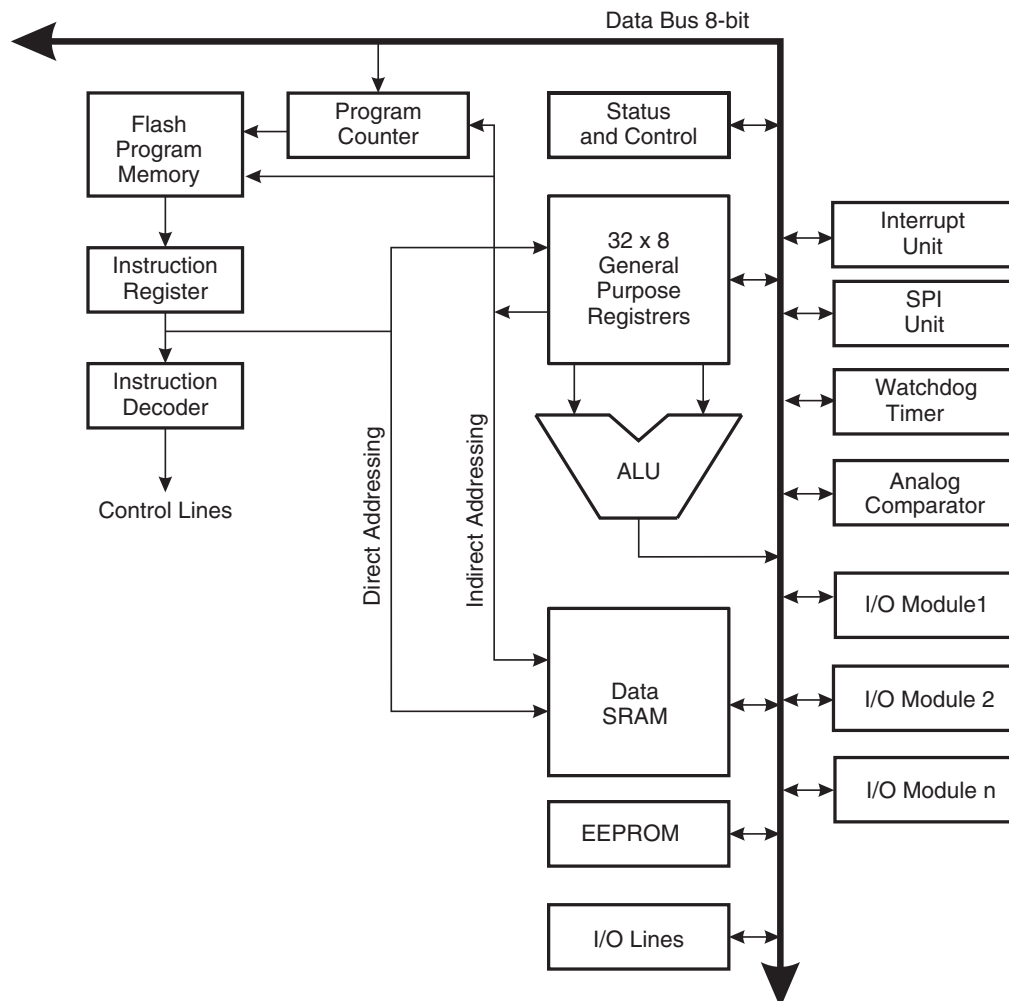 Data Bus 8-bit
Flash
Program
Memory
Program
Counter
Status
and Control
Instruction
Register
32 x 8
General
Purpose
Registrers
Interrupt
Unit
SPI
Unit
Instruction
Decoder
Watchdog
Timer
Control Lines
Direct Addressing
Indirect Addressing
ALU
Analog
Comparator
I/O Module1
Data
SRAM
I/O Module 2
I/O Module n
EEPROM
I/O Lines